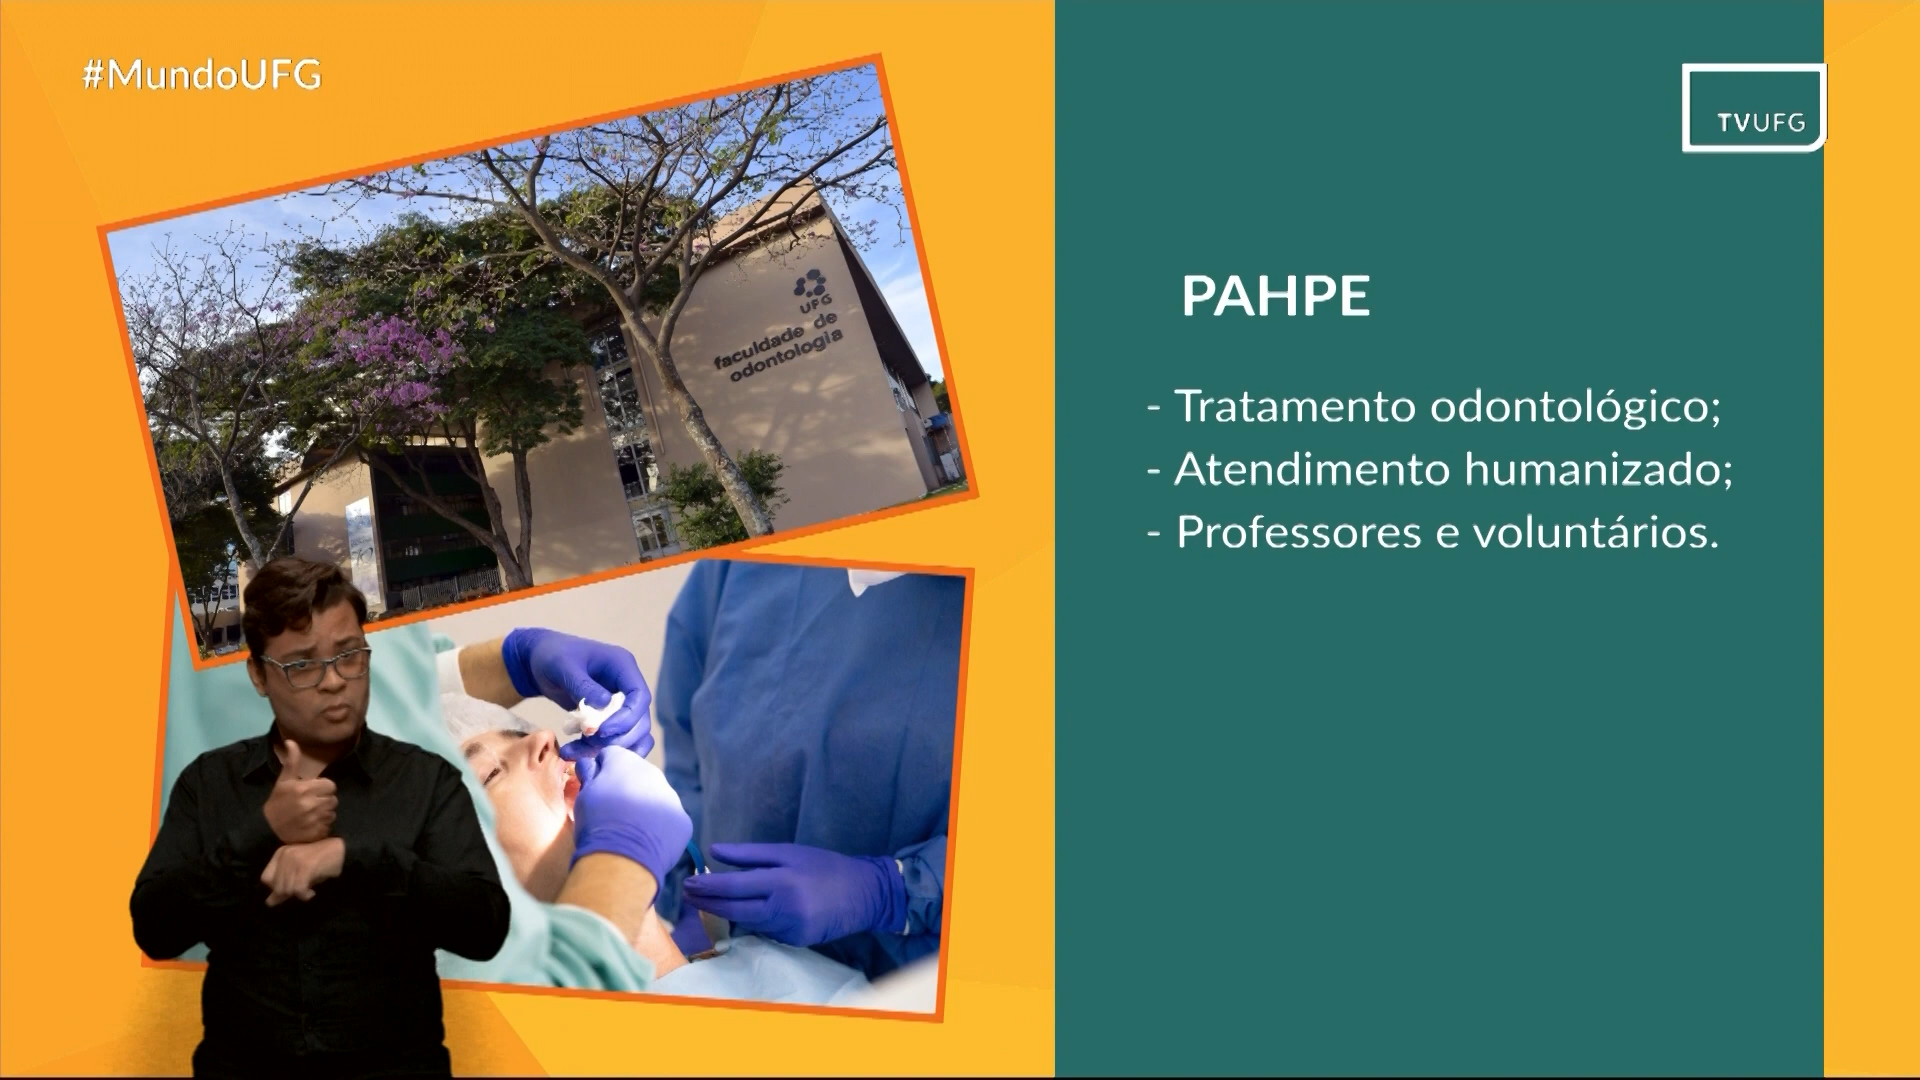 #MundoUFG
TVUFG
UFG
faculdade de
odontologia
PAHPE
- Tratamento odontológico;
- Atendimento humanizado;
- Professores e voluntários.